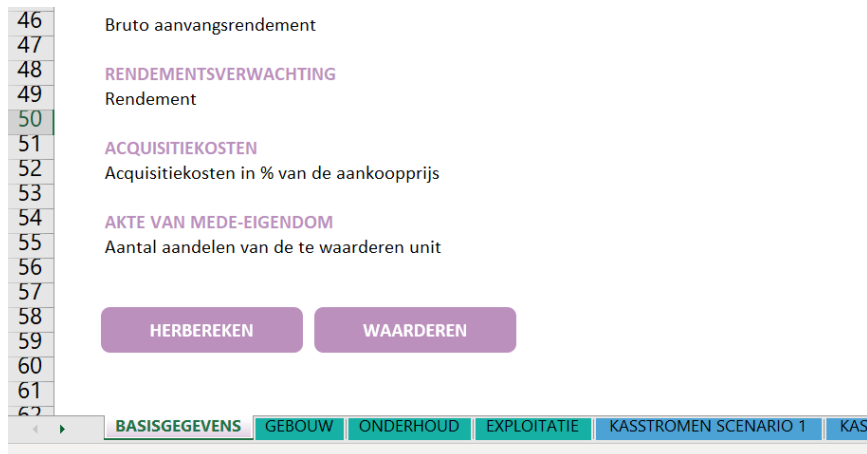 46 Bruto aanvangsrendement
47
48 RENDEMENTSVERWACHTING
49 Rendement
50
51 ACQUISITIEKOSTEN
52 Acquisitiekosten in % van de aankoopprijs
53
54 AKTE VAN MEDE-EIGENDOM
55 Aantal aandelen van de te waarderen unit
56
57
58
HERBEREKEN WAARDEREN
59
60
61
62
BASISGEGEVENS GEBOUW ONDERHOUD EXPLOITATIE KASSTROMEN SCENARIO 1 KAS